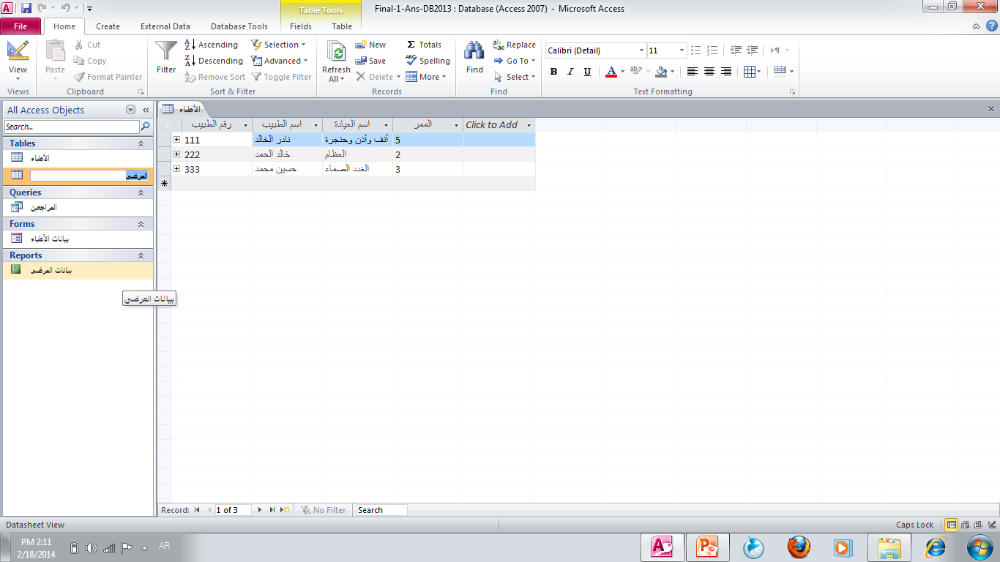 Table Tools
Final-1-Ans-DB2013 : Database (Access 2007) - Microsoft Access
File Home Create External Data Database Tools Fields Table
View
Views
Paste
Cut
Copy
Format Painter
Clipboard
Filter
Ascending
Descending
Remove Sort
Selection
Advanced
Toggle Filter
Sort & Filter
Refresh
All
New
Save
Delete
Totals
Spelling
More
Records
Find
Replace
Go To
Select
Find
Calibri (Detail) 11
B I U A
Text Formatting
All Access Objects
Search...
Tables
الأطباء
المرضى
Queries
المراجعين
Forms
بيانات الأطباء
Reports
بيانات المرضى
بيانات المرضى
الأطباء
رقم الطبيب اسم الطبيب اسم العيادة الممر Click to Add
111 نادر الخالد أنف وأذن وحنجرة 5
222 خالد الحمد العظام 2
333 حسين محمد الغدد الصماء 3
Record: 1 of 3 No Filter Search
Datasheet View Caps Lock
PM 2:11
2/18/2014
AR